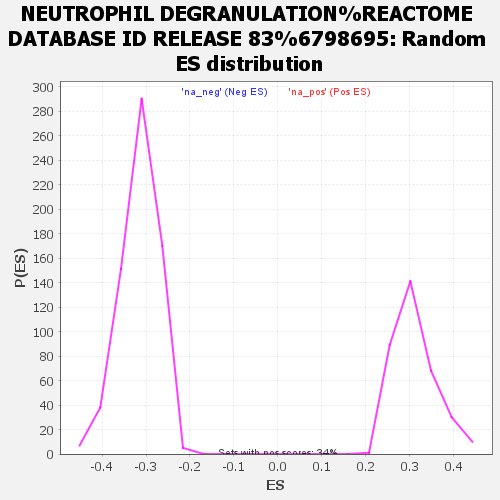 NEUTROPHIL DEGRANULATION%REACTOME
DATABASE ID RELEASE 83%6798695: Random
ES distribution
'na_neg' (Neg ES) 'na_pos' (Pos ES)
300
280
260
240
220
200
180
160
140
120
100
80
60
40
20
0
P(ES)
Sets with pos scores: 34%
-0.4 -0.3 -0.2 -0.1 0.0 0.1 0.2 0.3 0.4
ES